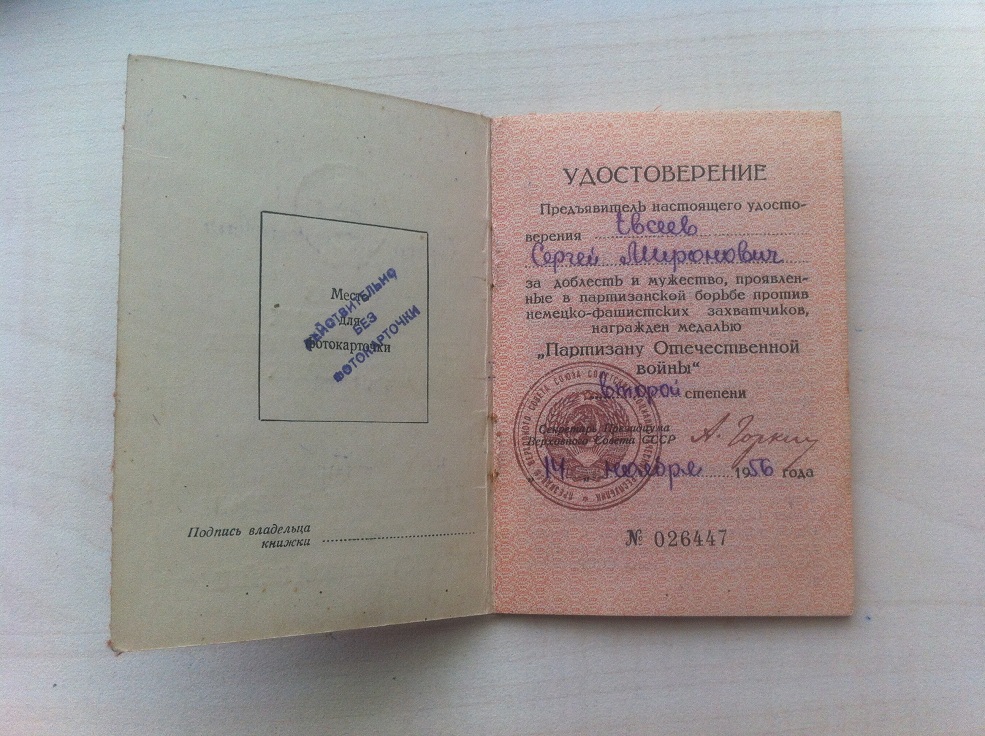 Место
для
фотокарточки
ДЕЙСТВИТЕЛЬНО
БЕЗ
ФОТОКАРТОЧКИ
Подпись владельца
книжки
УДОСТОВЕРЕНИЕ
Предъявитель настоящего удосто-
верения Евсеев
Сергей Миронович
за доблесть и мужество, проявлен-
ные в партизанской борьбе против
немецко-фашистских захватчиков,
награжден медалью
„Партизану Отечественной
войны“
второй степени
Секретарь Президиума
Верховного Совета СССР А. Горкин
14 ноября 1956 года
№ 026447